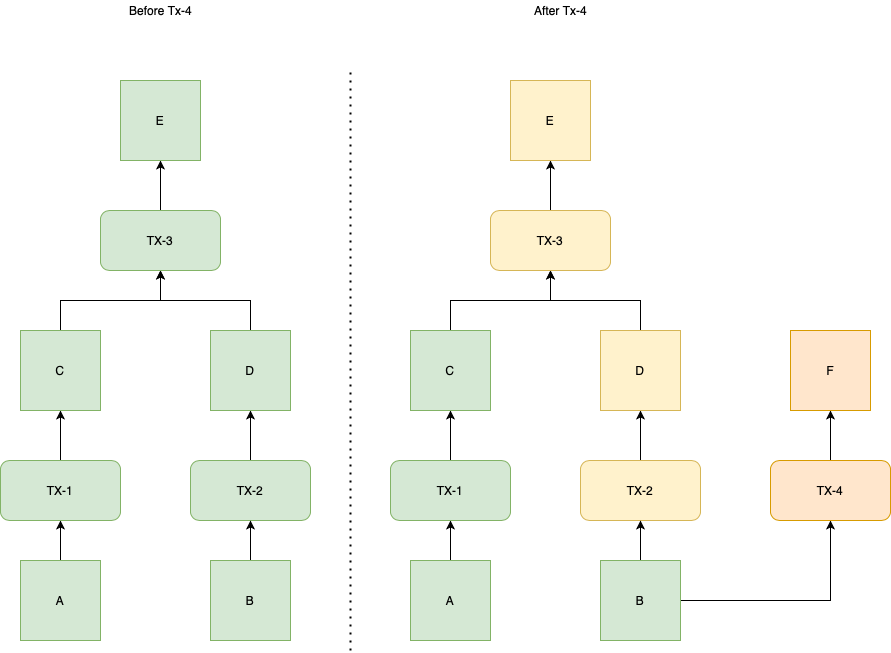 Before Tx-4
After Tx-4
E
E
TX-3
TX-3
C
D
C
D
F
TX-1
TX-2
TX-1
TX-2
TX-4
A
B
A
B